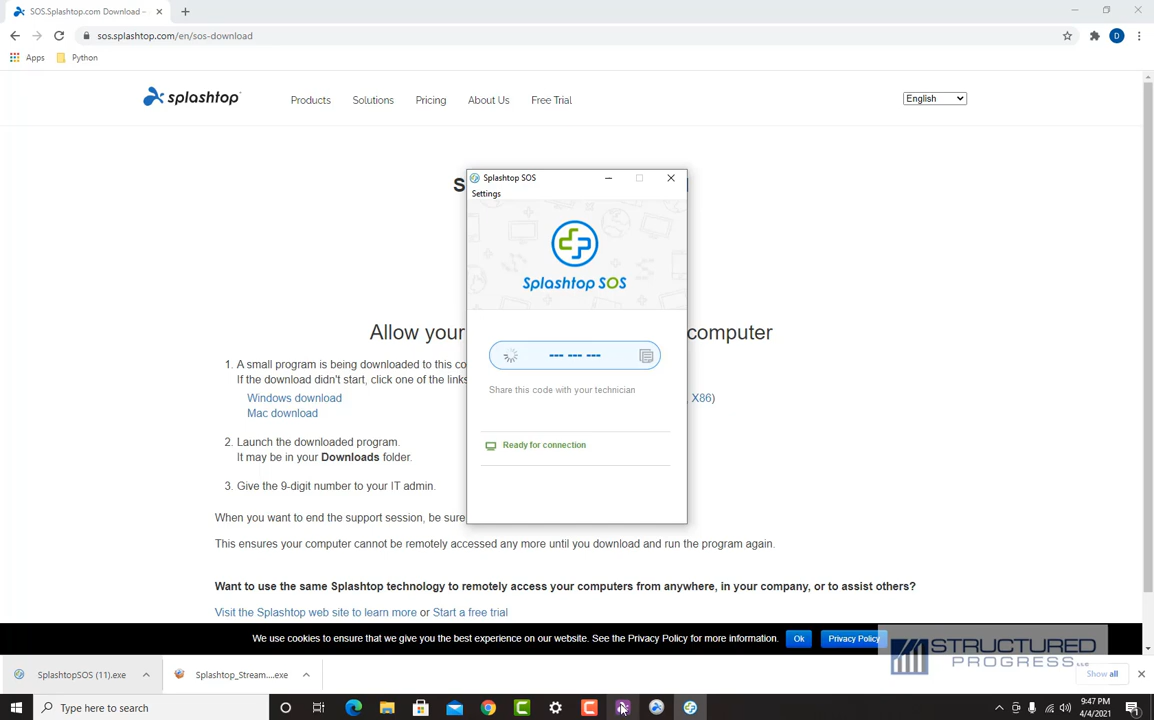 SOS.Splashtop.com Download -
sos.splashtop.com/en/sos-download
D
Apps
Python
splashtop
Products
Solutions
Pricing
About Us
Free Trial
English
S
Splashtop SOS
Settings
Splashtop SOS
--- --- ---
Share this code with your technician
Ready for connection
Allow your
computer
1. A small program is being downloaded to this co
If the download didn't start, click one of the links
Windows download
, X86)
Mac download
2. Launch the downloaded program.
It may be in your Downloads folder.
3. Give the 9-digit number to your IT admin.
When you want to end the support session, be sure
This ensures your computer cannot be remotely accessed any more until you download and run the program again.
Want to use the same Splashtop technology to remotely access your computers from anywhere, in your company, or to assist others?
Visit the Splashtop web site to learn more or Start a free trial
We use cookies to ensure that we give you the best experience on our website. See the Privacy Policy for more information.
Ok
Privacy Policy
STRUCTURED
PROGRESS
SplashtopSOS (11).exe
Splashtop_Stream....exe
Show all
Type here to search
9:47 PM
4/4/2021
1